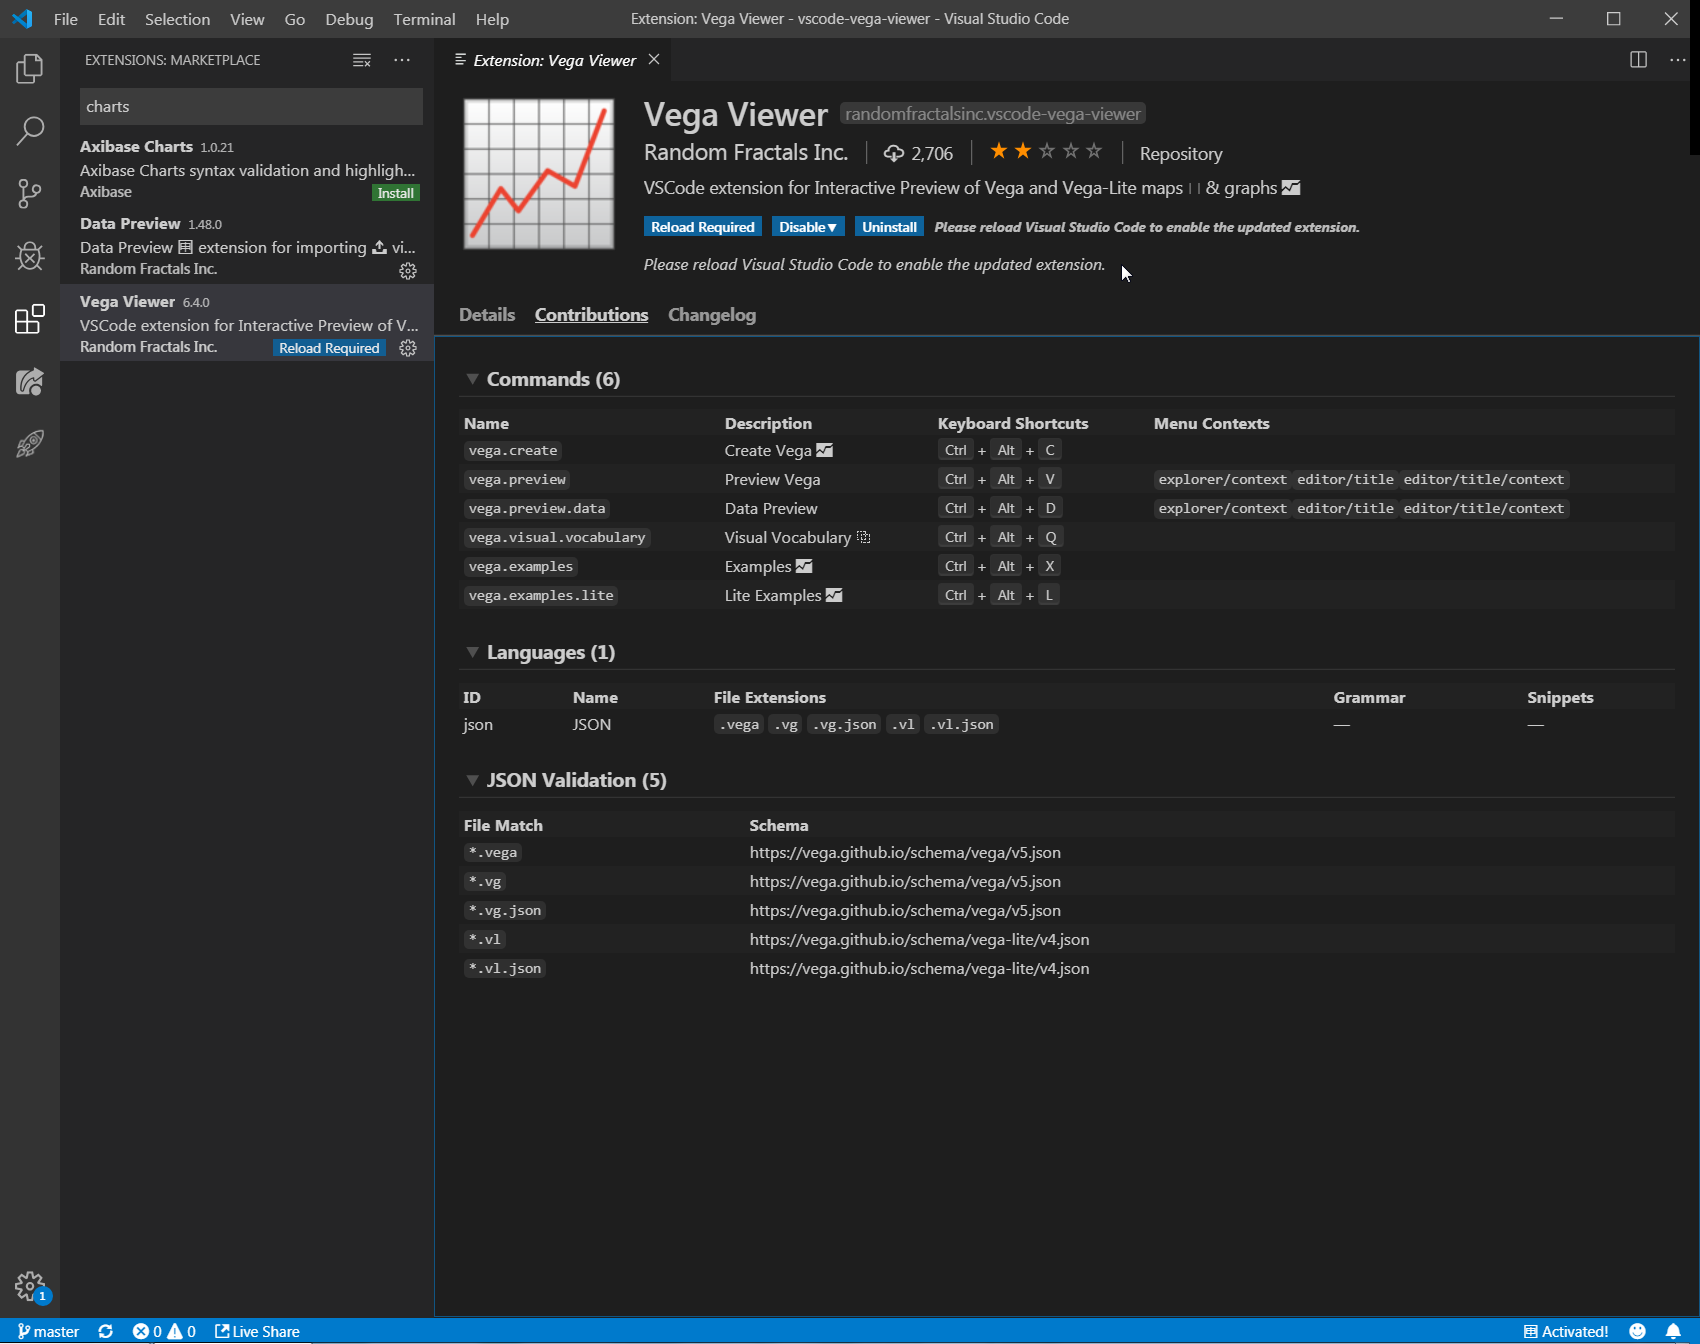 File Edit Selection View Go Debug Terminal Help
Extension: Vega Viewer - vscode-vega-viewer - Visual Studio Code
EXTENSIONS: MARKETPLACE
charts
Axibase Charts 1.0.21
Axibase Charts syntax validation and highligh...
Axibase Install
Data Preview 1.48.0
Data Preview extension for importing vi...
Random Fractals Inc.
Vega Viewer 6.4.0
VSCode extension for Interactive Preview of V...
Random Fractals Inc. Reload Required
Extension: Vega Viewer
Vega Viewer randomfractalsinc.vscode-vega-viewer
Random Fractals Inc. 2,706 Repository
VSCode extension for Interactive Preview of Vega and Vega-Lite maps & graphs
Reload Required Disable▼ Uninstall Please reload Visual Studio Code to enable the updated extension.
Please reload Visual Studio Code to enable the updated extension.
Details Contributions Changelog
Commands (6)
Name Description Keyboard Shortcuts Menu Contexts
vega.create Create Vega Ctrl + Alt + C
vega.preview Preview Vega Ctrl + Alt + V explorer/context editor/title editor/title/context
vega.preview.data Data Preview Ctrl + Alt + D explorer/context editor/title editor/title/context
vega.visual.vocabulary Visual Vocabulary Ctrl + Alt + Q
vega.examples Examples Ctrl + Alt + X
vega.examples.lite Lite Examples Ctrl + Alt + L
Languages (1)
ID Name File Extensions Grammar Snippets
json JSON .vega .vg .vg.json .vl .vl.json — —
JSON Validation (5)
File Match Schema
*.vega https://vega.github.io/schema/vega/v5.json
*.vg https://vega.github.io/schema/vega/v5.json
*.vg.json https://vega.github.io/schema/vega/v5.json
*.vl https://vega.github.io/schema/vega-lite/v4.json
*.vl.json https://vega.github.io/schema/vega-lite/v4.json
1
master 0 0 Live Share Activated!